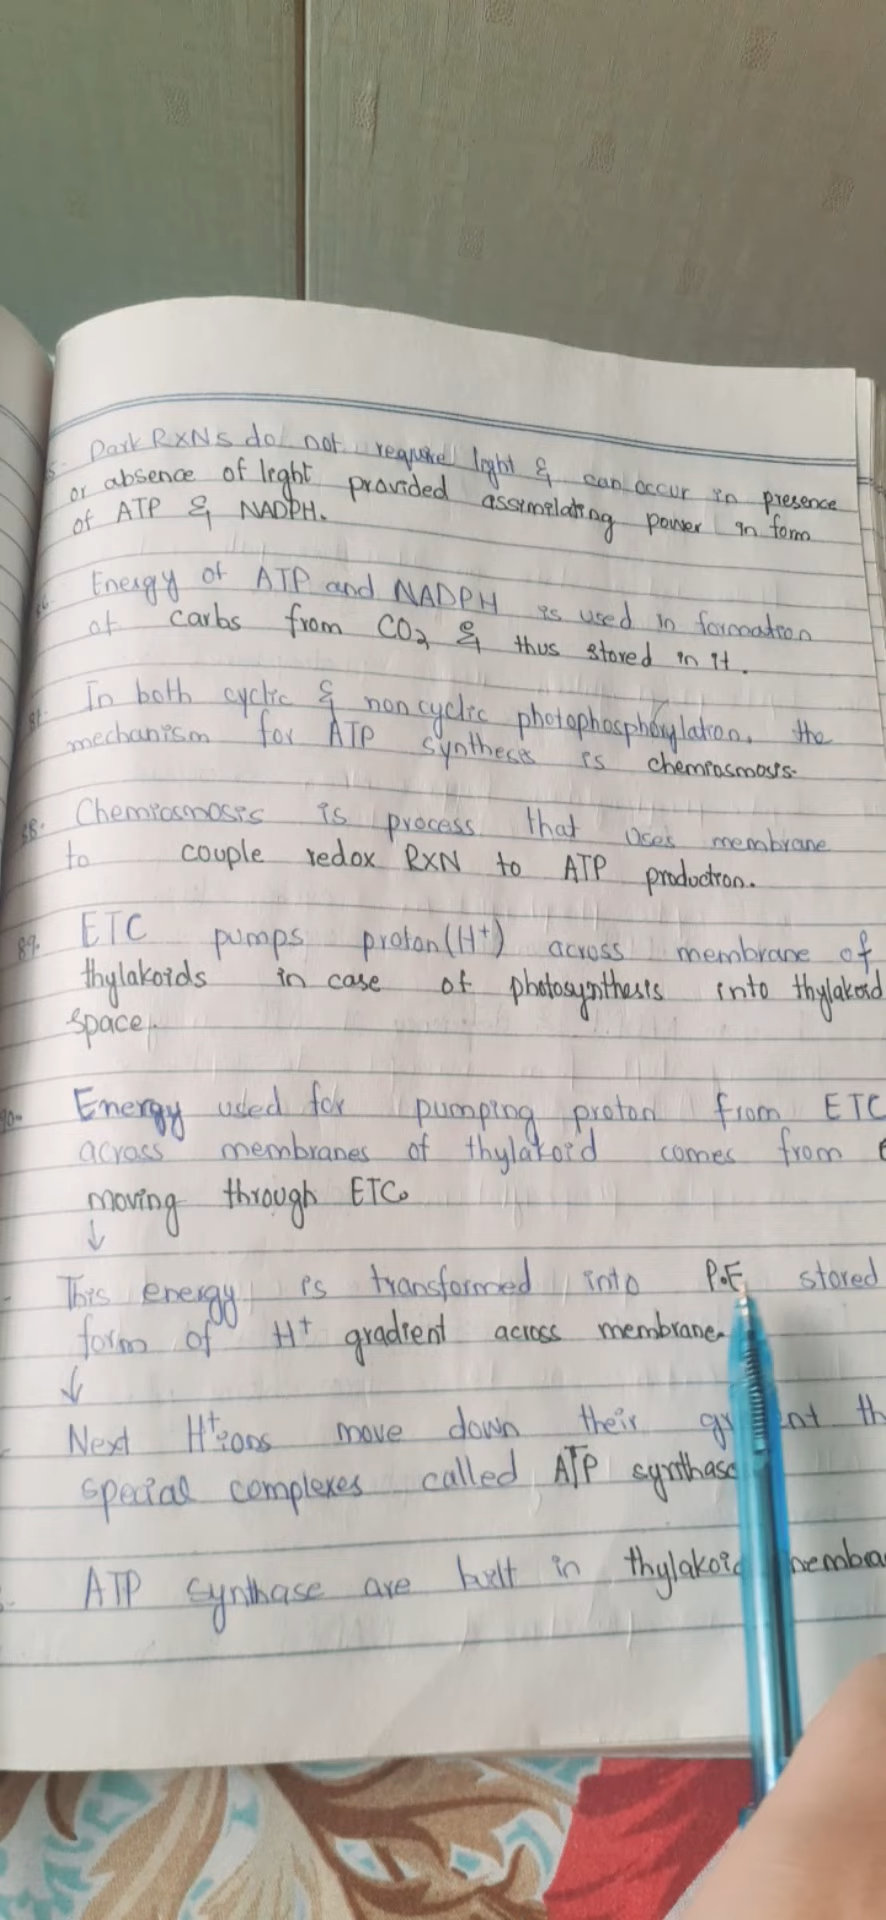 Dark RXNs do not require light & can occur in presence
or absence of light provided assimilating power in form
of ATP & NADPH.
Energy of ATP and NADPH is used in formation
of carbs from CO2 & thus stored in it.
87. In both cyclic & noncyclic photophosphorylation, the
mechanism for ATP synthesis is chemiosmosis.
88. Chemiosmosis is process that uses membrane
to couple redox RXN to ATP production.
89. ETC pumps proton (H+) across membrane of
thylakoids in case of photosynthesis into thylakoid
space.
90. Energy used for pumping proton from ETC
across membranes of thylakoid comes from
moving through ETC.
↓
This energy is transformed into P.E stored
form of H+ gradient across membrane.
↓
Next H+ ions move down their
special complexes called ATP synthase
ATP synthase are built in thylakoid